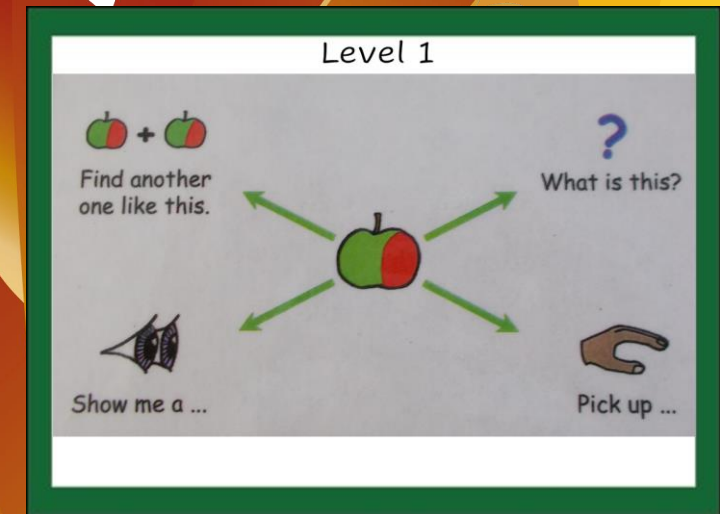 Level 1
Find another
one like this.
?
What is this?
Show me a ...
Pick up ...